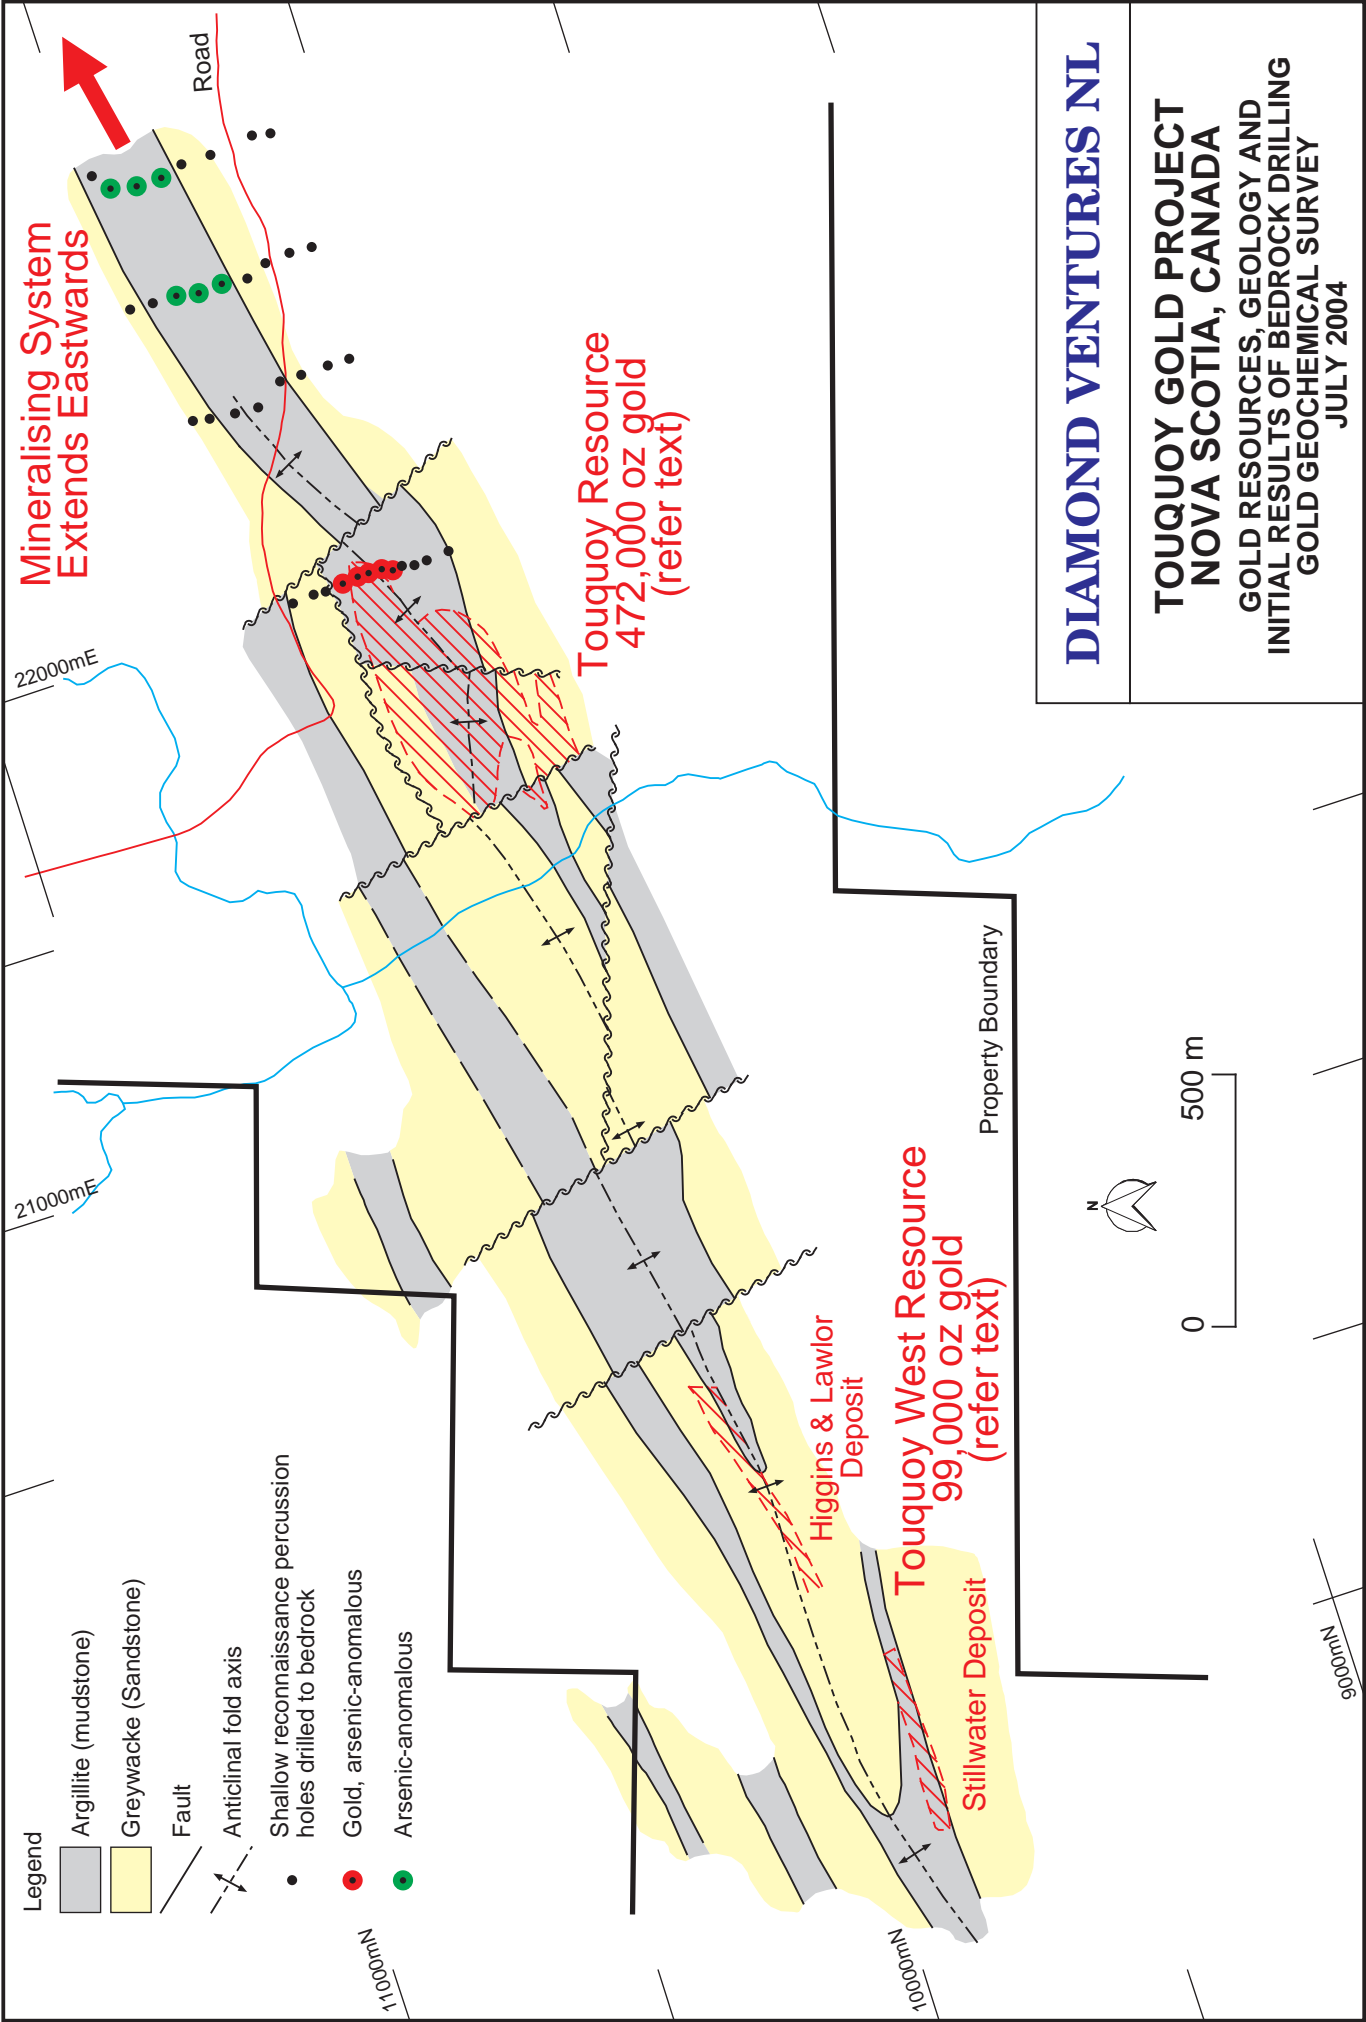 Legend
Argillite (mudstone)
Greywacke (Sandstone)
Fault
Anticlinal fold axis
Shallow reconnaissance percussion
holes drilled to bedrock
Gold, arsenic-anomalous
Arsenic-anomalous
21000mE
22000mE
11000mN
10000mN
9000mN
Road
Mineralising System
Extends Eastwards
Touquoy Resource
472,000 oz gold
(refer text)
Higgins & Lawlor
Deposit
Touquoy West Resource
99,000 oz gold
(refer text)
Stillwater Deposit
Property Boundary
N
0
500 m
DIAMOND VENTURES NL
TOUQUOY GOLD PROJECT
NOVA SCOTIA, CANADA
GOLD RESOURCES, GEOLOGY AND
INITIAL RESULTS OF BEDROCK DRILLING
GOLD GEOCHEMICAL SURVEY
JULY 2004